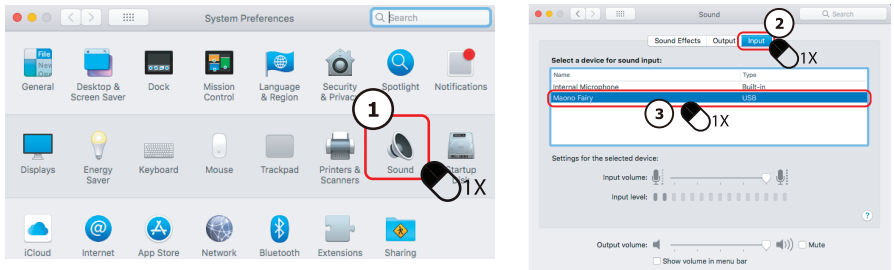 System Preferences
Search
File
New
Ope
General
Desktop &
Screen Saver
Dock
Mission
Control
Language
& Region
Security
& Privacy
Spotlight
Notifications
1
Displays
Energy
Saver
Keyboard
Mouse
Trackpad
Printers &
Scanners
Sound
Startup
Disk
1X
iCloud
@
Internet
App Store
Network
Bluetooth
Extensions
Sharing
Sound
Search
2
Sound Effects Output Input
1X
Select a device for sound input:
Name Type
Internal Microphone Built-in
Maono Fairy USB
3
1X
Settings for the selected device:
Input volume:
Input level:
?
Output volume: Mute
Show volume in menu bar